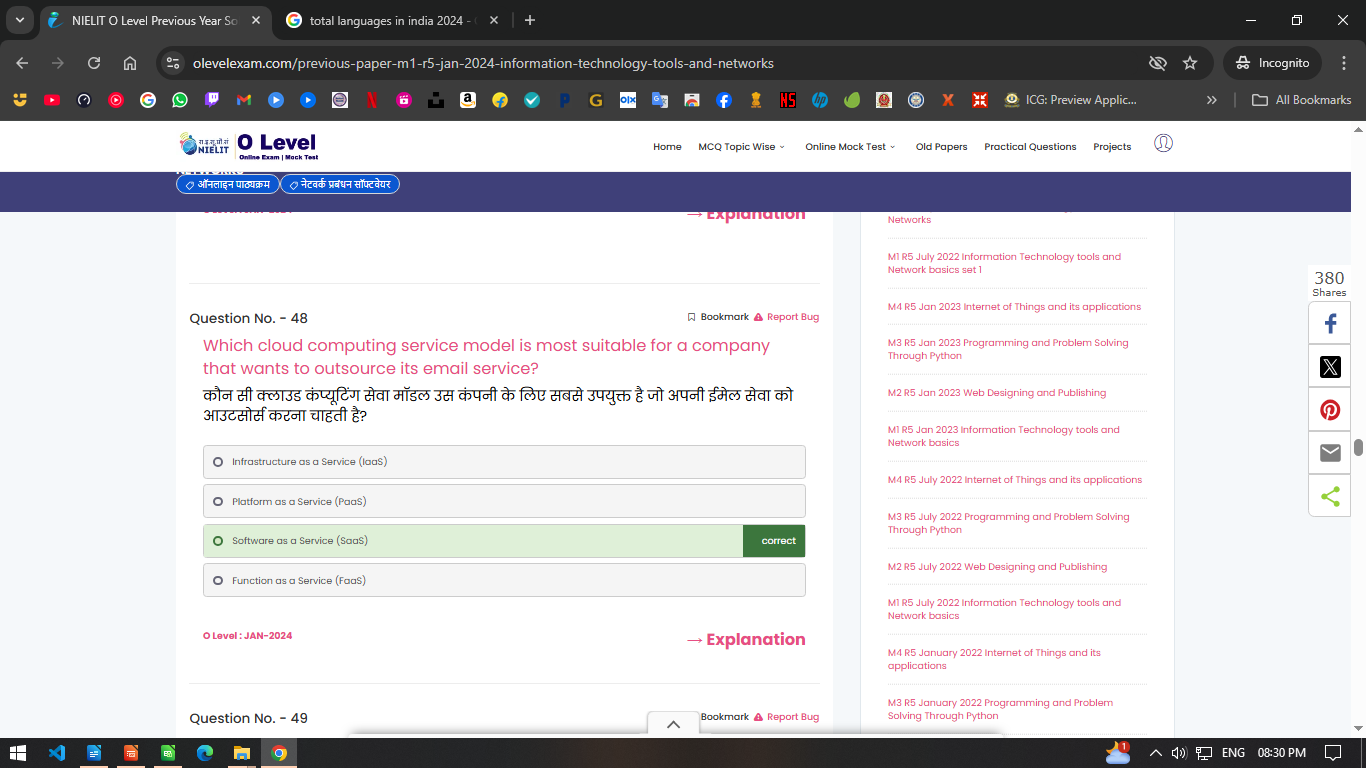 NIELIT O Level Previous Year So
total languages in india 2024 -
olevelexam.com/previous-paper-m1-r5-jan-2024-information-technology-tools-and-networks
Incognito
ICG: Preview Applic...
All Bookmarks
रा.इ.सू.प्रौ.सं
NIELIT
O Level
Online Exam | Mock Test
Home
MCQ Topic Wise
Online Mock Test
Old Papers
Practical Questions
Projects
ऑनलाइन पाठ्यक्रम
नेटवर्क प्रबंधन सॉफ्टवेयर
→ Explanation
Question No. - 48
Bookmark
Report Bug
Which cloud computing service model is most suitable for a company
that wants to outsource its email service?
कौन सी क्लाउड कंप्यूटिंग सेवा मॉडल उस कंपनी के लिए सबसे उपयुक्त है जो अपनी ईमेल सेवा को
आउटसोर्स करना चाहती है?
Infrastructure as a Service (IaaS)
Platform as a Service (PaaS)
Software as a Service (SaaS)
correct
Function as a Service (FaaS)
O Level : JAN-2024
→ Explanation
Question No. - 49
Bookmark
Report Bug
Networks
M1 R5 July 2022 Information Technology tools and
Network basics set 1
M4 R5 Jan 2023 Internet of Things and its applications
M3 R5 Jan 2023 Programming and Problem Solving
Through Python
M2 R5 Jan 2023 Web Designing and Publishing
M1 R5 Jan 2023 Information Technology tools and
Network basics
M4 R5 July 2022 Internet of Things and its applications
M3 R5 July 2022 Programming and Problem Solving
Through Python
M2 R5 July 2022 Web Designing and Publishing
M1 R5 July 2022 Information Technology tools and
Network basics
M4 R5 January 2022 Internet of Things and its
applications
M3 R5 January 2022 Programming and Problem
Solving Through Python
380
Shares
ENG
08:30 PM